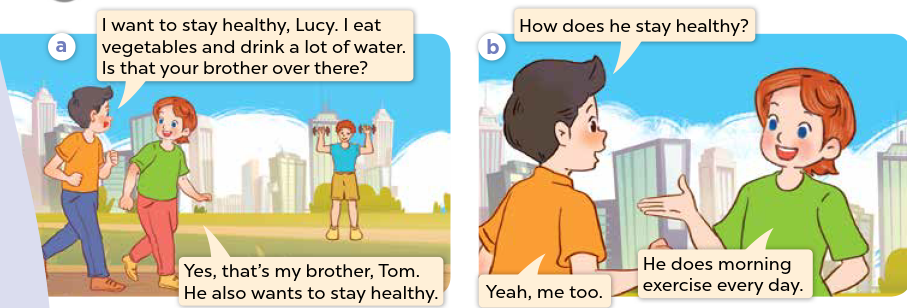 a
I want to stay healthy, Lucy. I eat
vegetables and drink a lot of water.
Is that your brother over there?
Yes, that's my brother, Tom.
He also wants to stay healthy.
b
How does he stay healthy?
He does morning
exercise every day.
Yeah, me too.